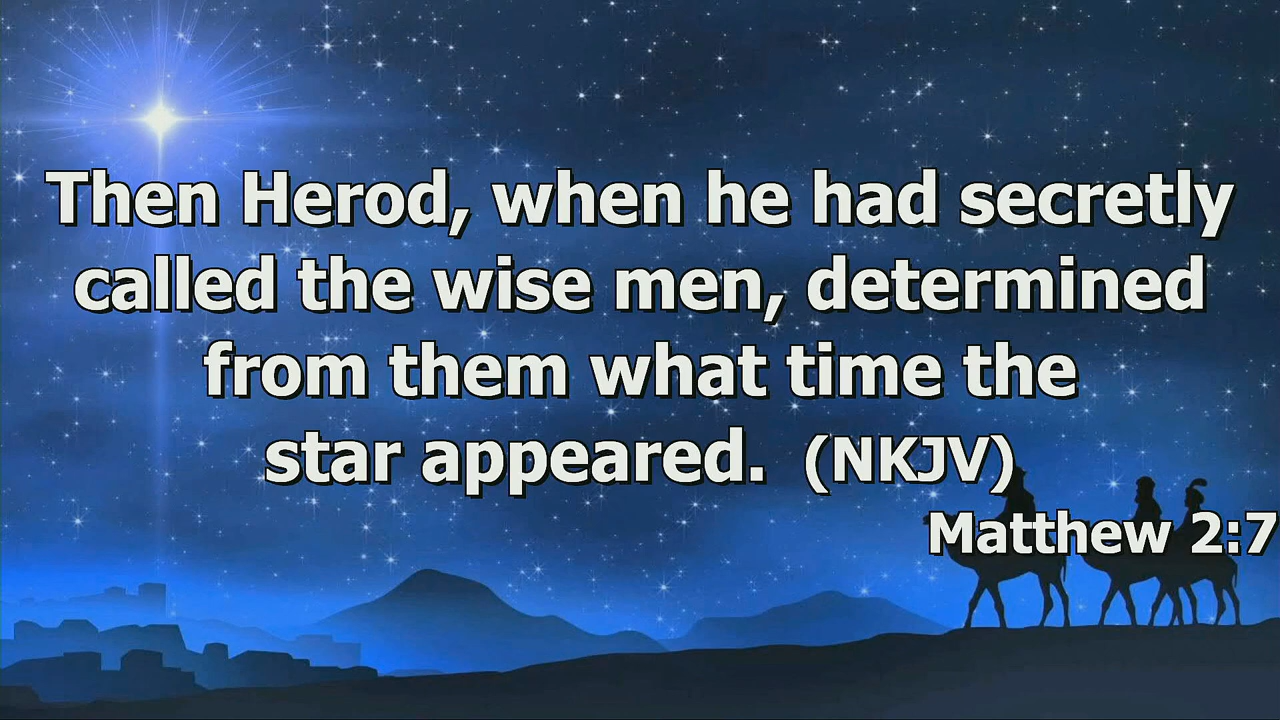 Then Herod, when he had secretly
called the wise men, determined
from them what time the
star appeared. (NKJV)
Matthew 2:7